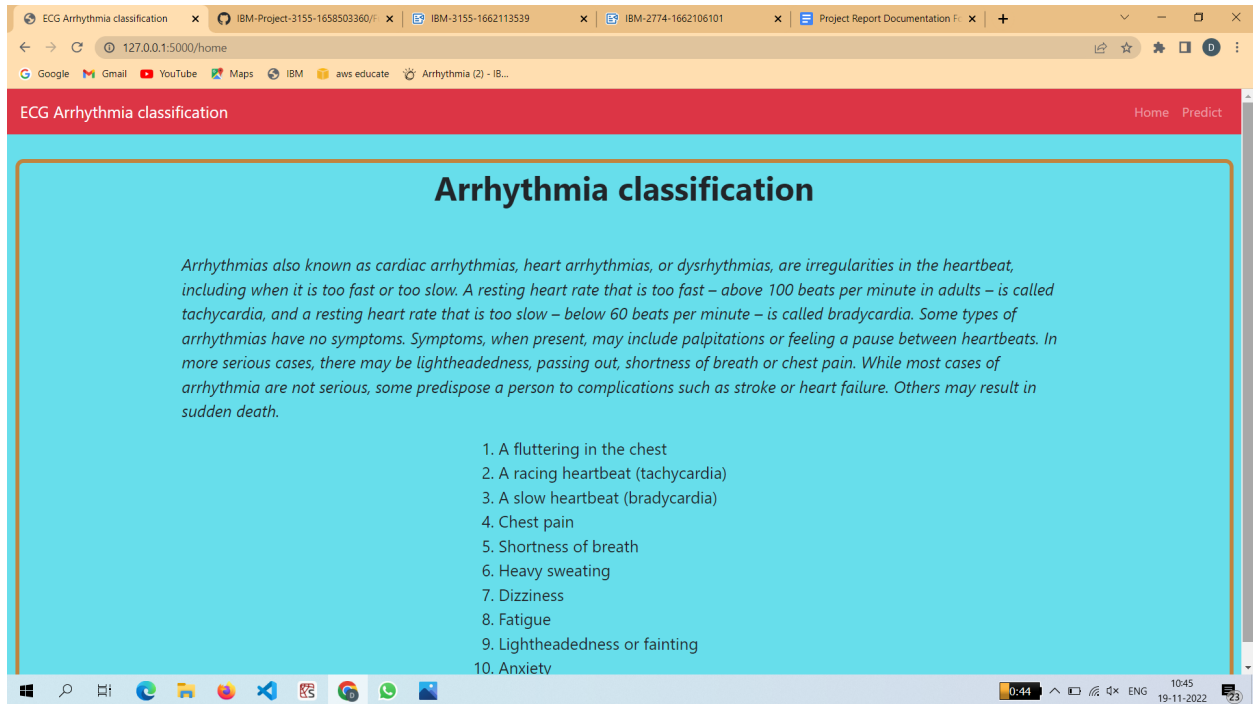 ECG Arrhythmia classification
IBM-Project-3155-1658503360/F
IBM-3155-1662113539
IBM-2774-1662106101
Project Report Documentation Fo
127.0.0.1:5000/home
D
Google
Gmail
YouTube
Maps
IBM
aws educate
Arrhythmia (2) - IB...
ECG Arrhythmia classification
Home
Predict
Arrhythmia classification
Arrhythmias also known as cardiac arrhythmias, heart arrhythmias, or dysrhythmias, are irregularities in the heartbeat,
including when it is too fast or too slow. A resting heart rate that is too fast – above 100 beats per minute in adults – is called
tachycardia, and a resting heart rate that is too slow – below 60 beats per minute – is called bradycardia. Some types of
arrhythmias have no symptoms. Symptoms, when present, may include palpitations or feeling a pause between heartbeats. In
more serious cases, there may be lightheadedness, passing out, shortness of breath or chest pain. While most cases of
arrhythmia are not serious, some predispose a person to complications such as stroke or heart failure. Others may result in
sudden death.
1. A fluttering in the chest
2. A racing heartbeat (tachycardia)
3. A slow heartbeat (bradycardia)
4. Chest pain
5. Shortness of breath
6. Heavy sweating
7. Dizziness
8. Fatigue
9. Lightheadedness or fainting
10. Anxiety
0:44
ENG
10:45
19-11-2022
23